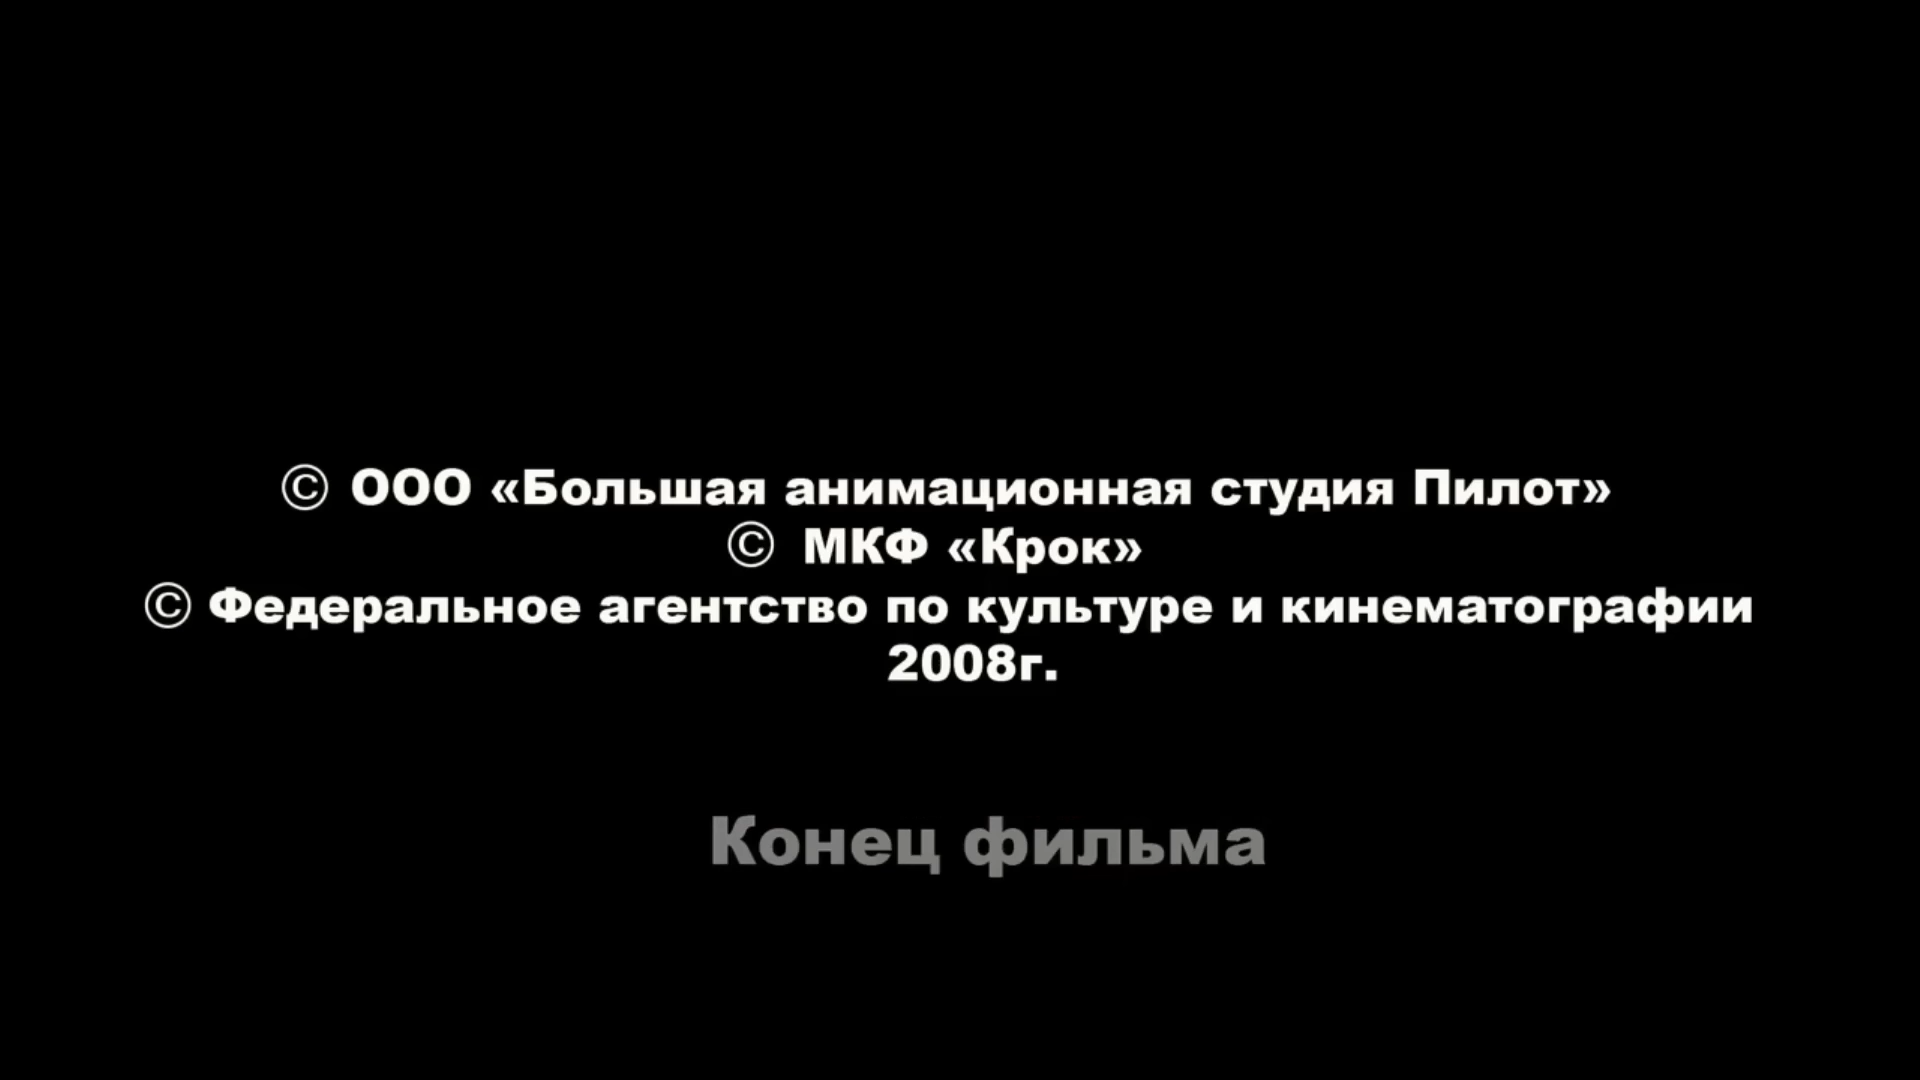 © ООО «Большая анимационная студия Пилот»
© МКФ «Крок»
© Федеральное агентство по культуре и кинематографии
2008г.
Конец фильма